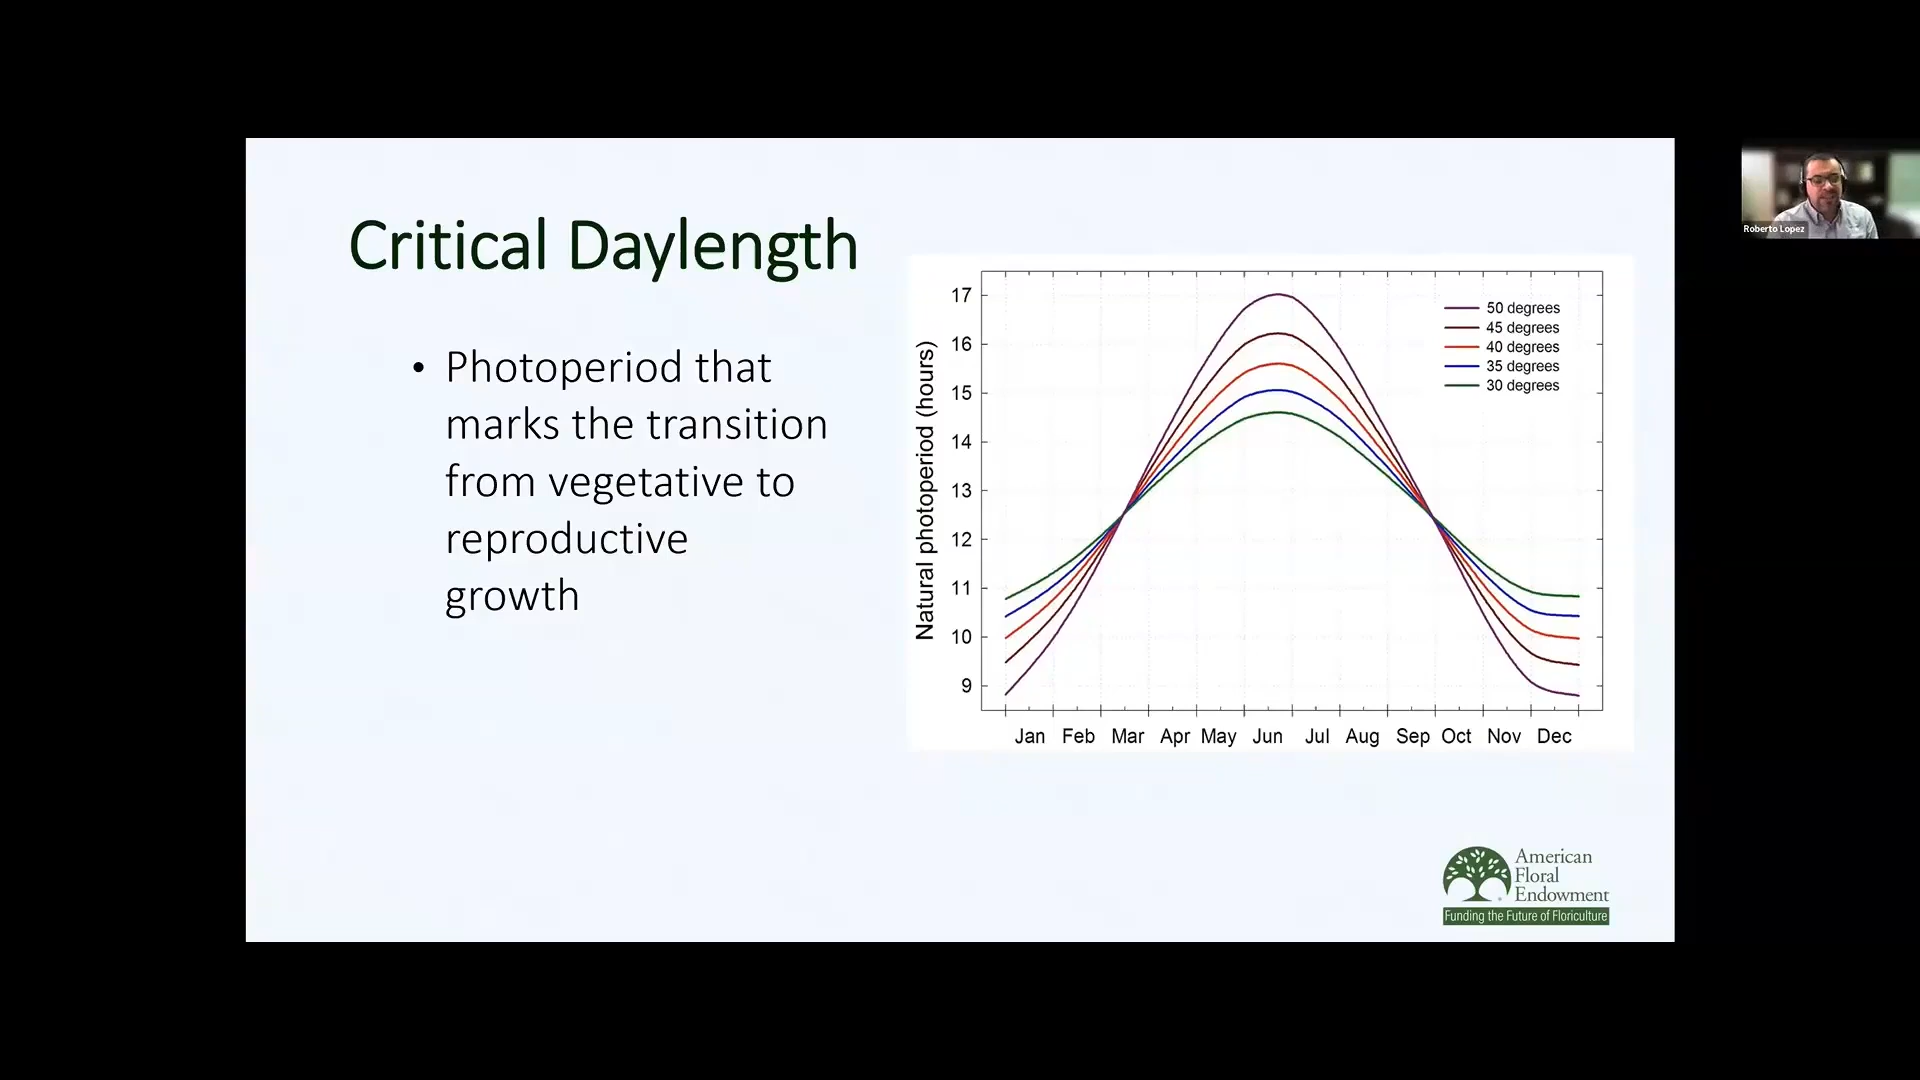 Critical Daylength
• Photoperiod that
marks the transition
from vegetative to
reproductive
growth
Natural photoperiod (hours)
17
16
15
14
13
12
11
10
9
50 degrees
45 degrees
40 degrees
35 degrees
30 degrees
Jan Feb Mar Apr May Jun Jul Aug Sep Oct Nov Dec
American
Floral
Endowment
Funding the Future of Floriculture
Roberto Lopez